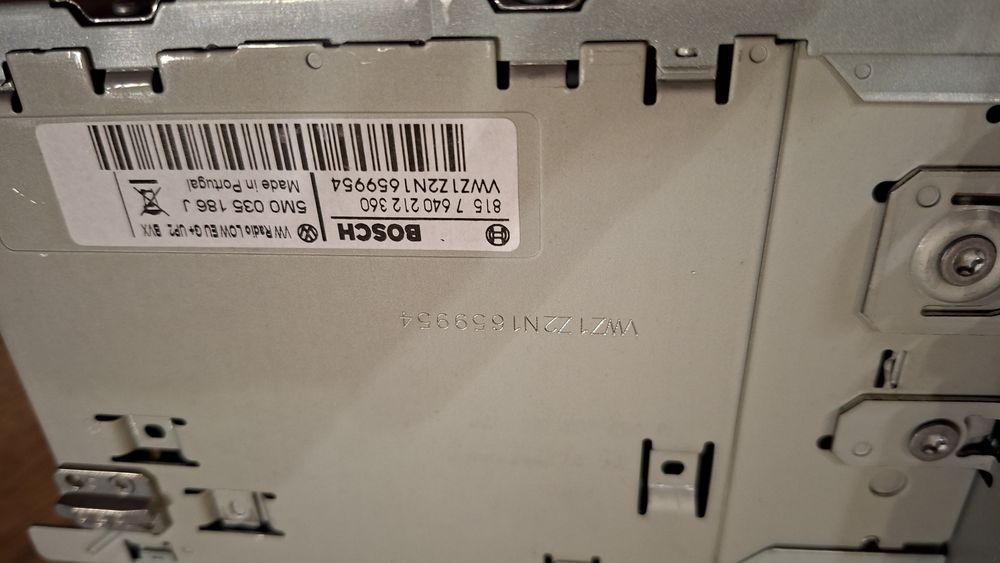 BOSCH
815 7 640 212 360
VWZ1Z2N1659954
VW Radio LOW EU G+ UP2 BVX
5M0 035 186 J
Made in Portugal
VWZ1Z2N1659954